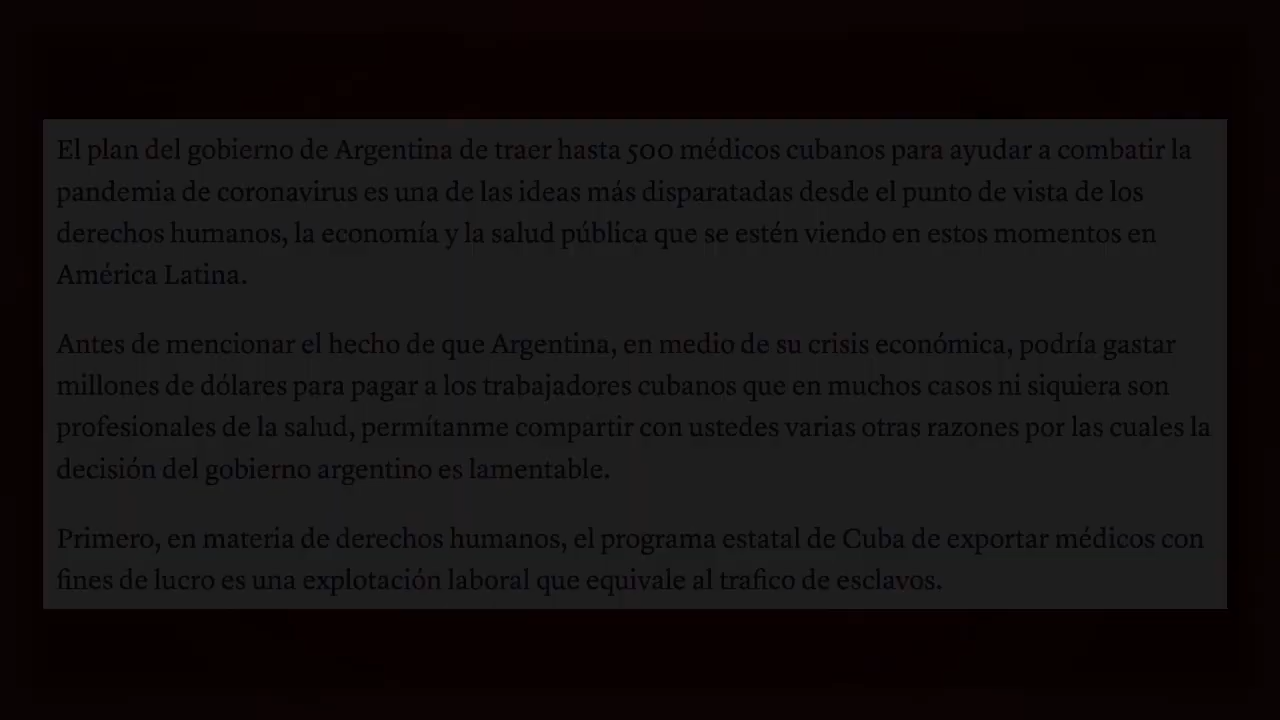 El plan del gobierno de Argentina de traer hasta 500 médicos cubanos para ayudar a combatir la
pandemia de coronavirus es una de las ideas más disparatadas desde el punto de vista de los
derechos humanos, la economía y la salud pública que se estén viendo en estos momentos en
América Latina.
Antes de mencionar el hecho de que Argentina, en medio de su crisis económica, podría gastar
millones de dólares para pagar a los trabajadores cubanos que en muchos casos ni siquiera son
profesionales de la salud, permítanme compartir con ustedes varias otras razones por las cuales la
decisión del gobierno argentino es lamentable.
Primero, en materia de derechos humanos, el programa estatal de Cuba de exportar médicos con
fines de lucro es una explotación laboral que equivale al trafico de esclavos.